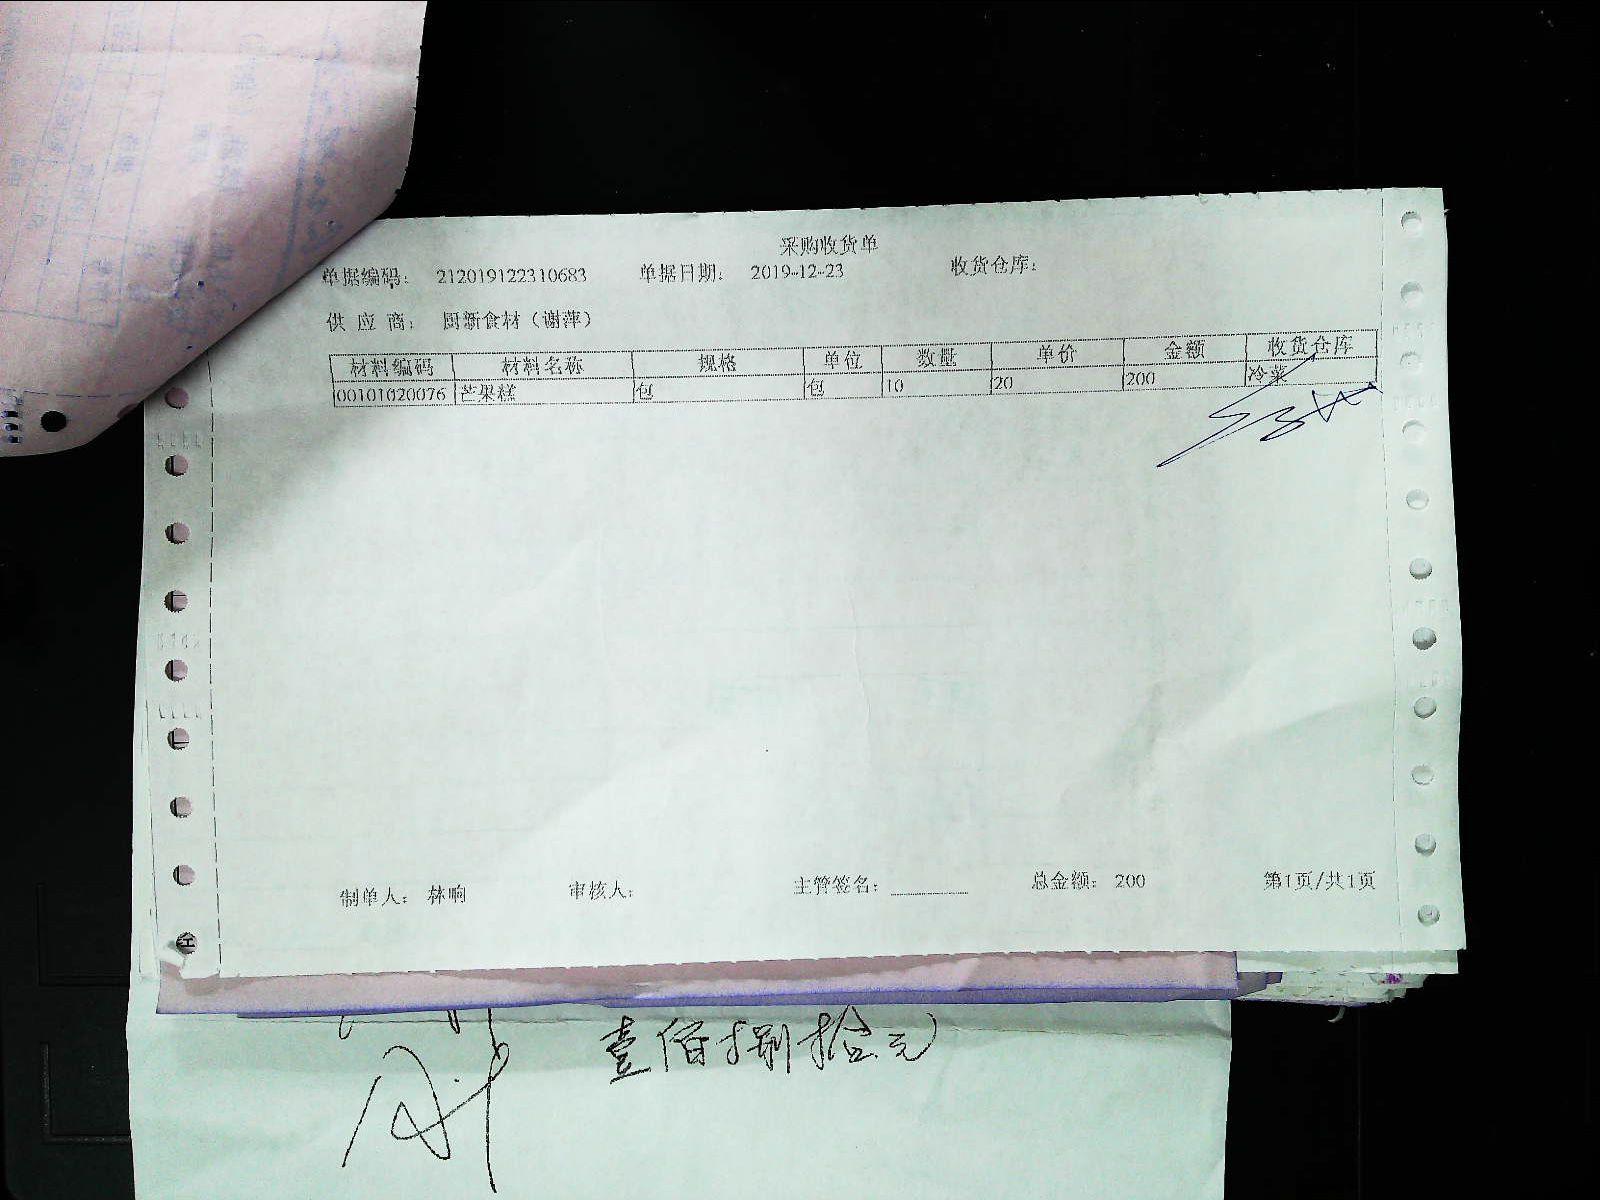 采购收货单
单据编码： 212019122310683 单据日期： 2019-12-23 收货仓库：
供 应 商： 厨新食材（谢萍）
材料编码 材料名称 规格 单位 数量 单价 金额 收货仓库
00101020076 芒果糕 包 包 10 20 200 冷菜
制单人： 林响 审核人： 主管签名： 总金额： 200 第1页/共1页
壹佰捌拾元